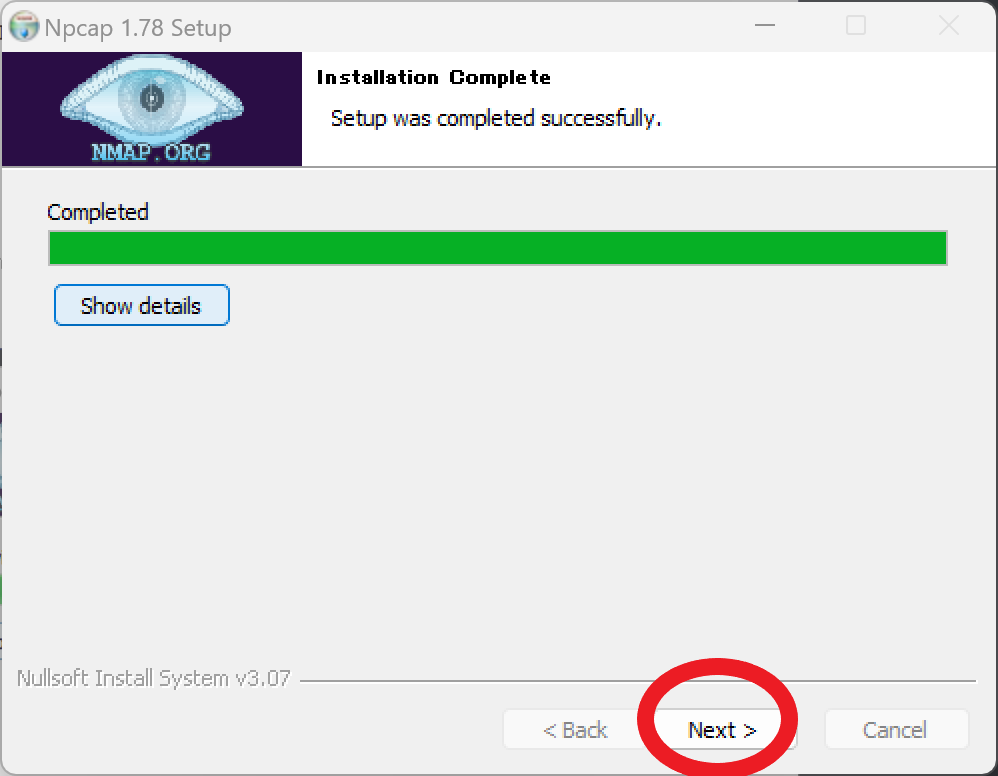 Npcap 1.78 Setup
NMAP.ORG
Installation Complete
Setup was completed successfully.
Completed
Show details
Nullsoft Install System v3.07
< Back
Next >
Cancel